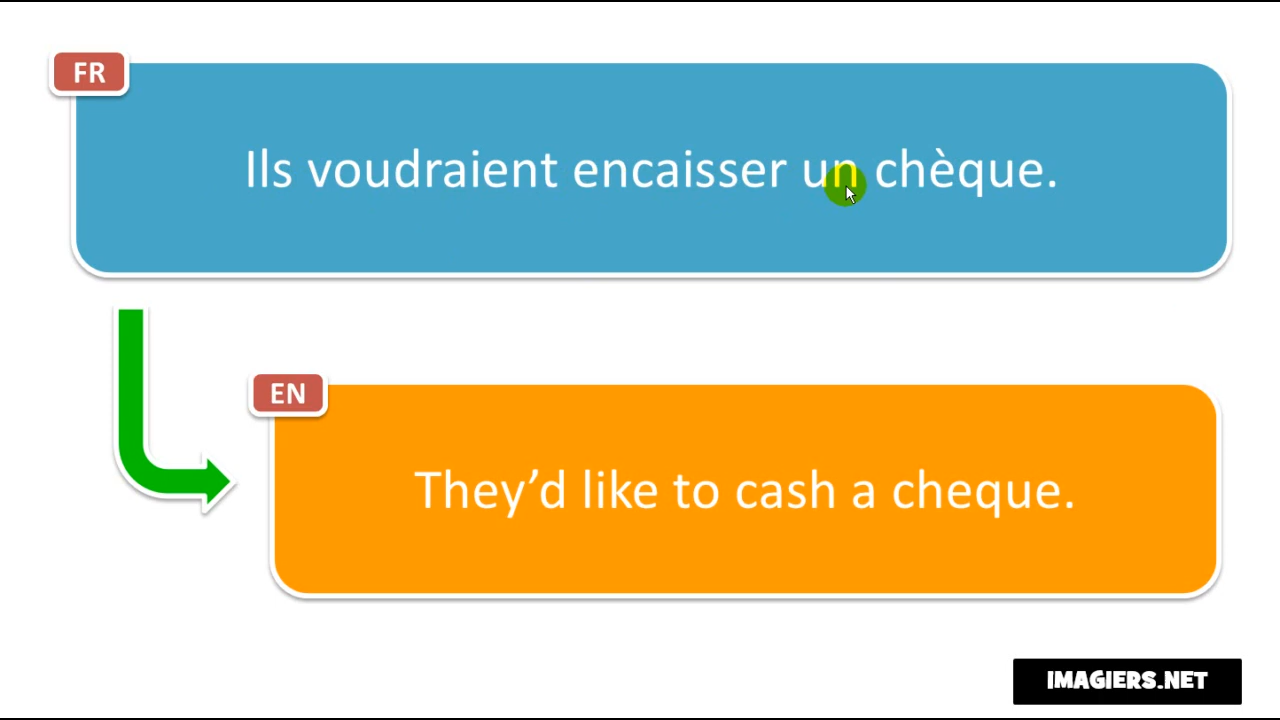 FR
Ils voudraient encaisser un chèque.
EN
They’d like to cash a cheque.
IMAGIERS.NET